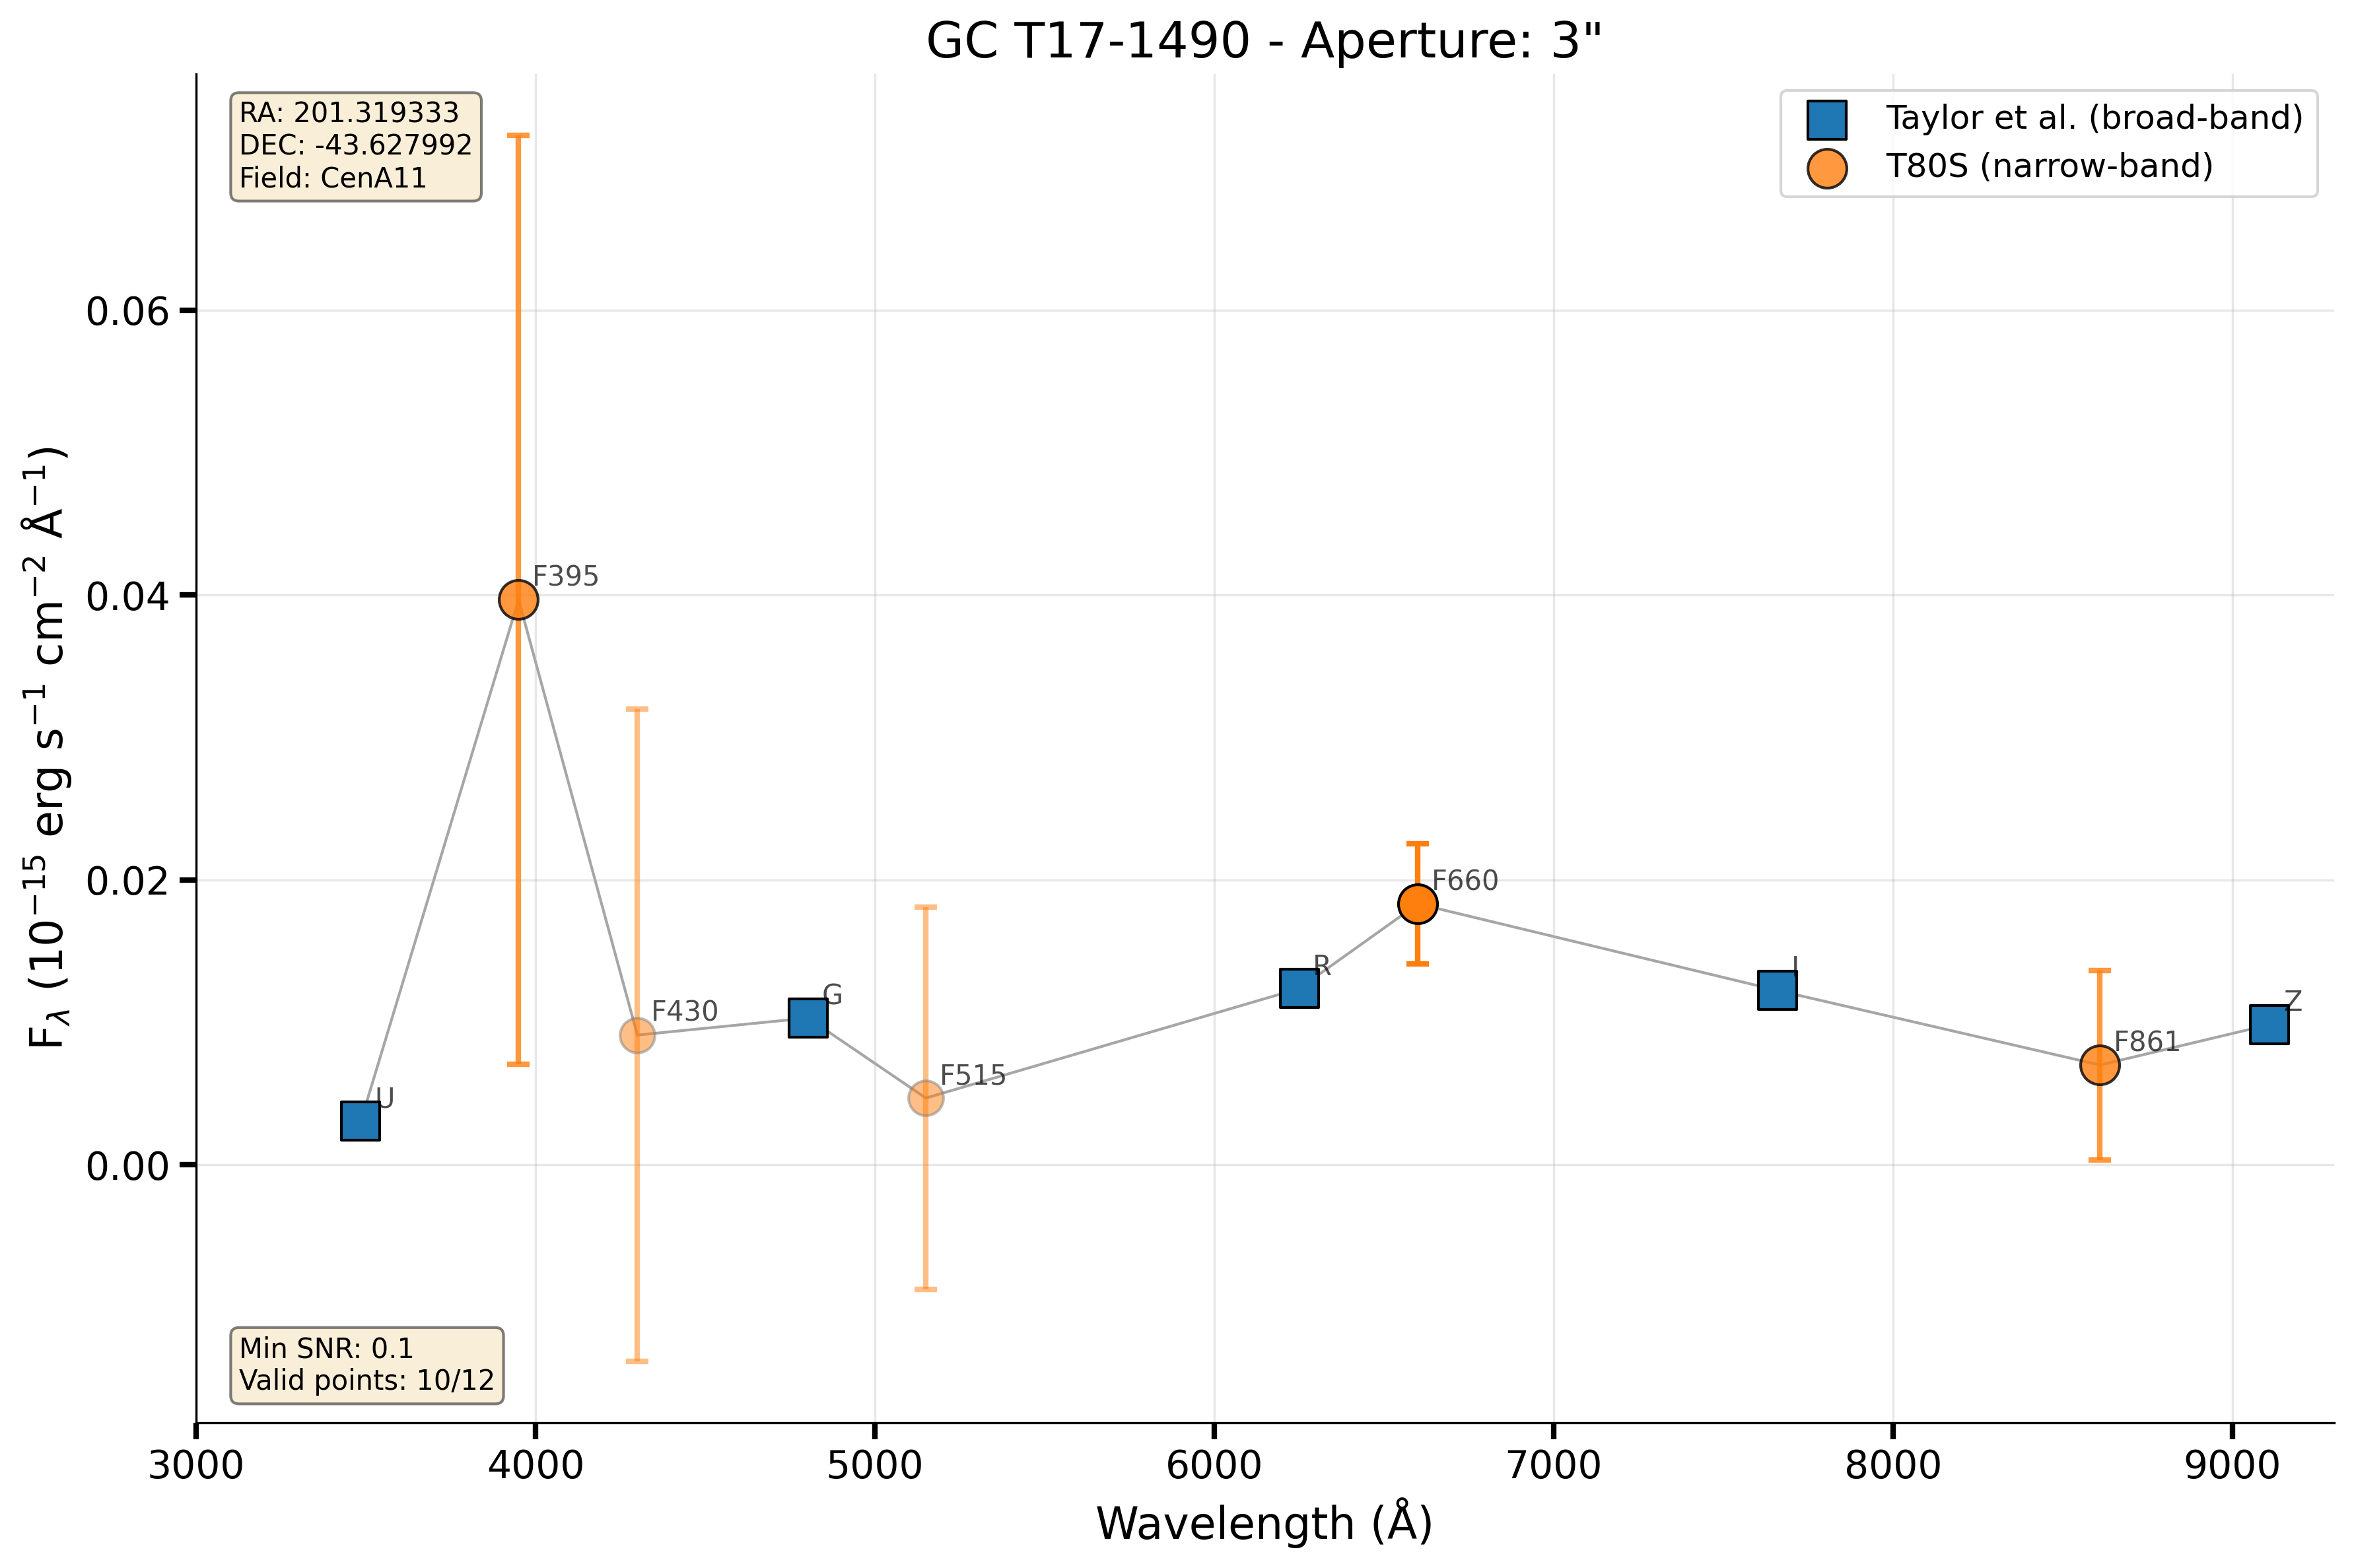 GC T17-1490 - Aperture: 3"
RA: 201.319333
DEC: -43.627992
Field: CenA11
Taylor et al. (broad-band)
T80S (narrow-band)
0.06
0.04
0.02
0.00
F_λ (10⁻¹⁵ erg s⁻¹ cm⁻² Å⁻¹)
U
F395
F430
G
F515
R
F660
I
F861
Z
Min SNR: 0.1
Valid points: 10/12
3000 4000 5000 6000 7000 8000 9000
Wavelength (Å)